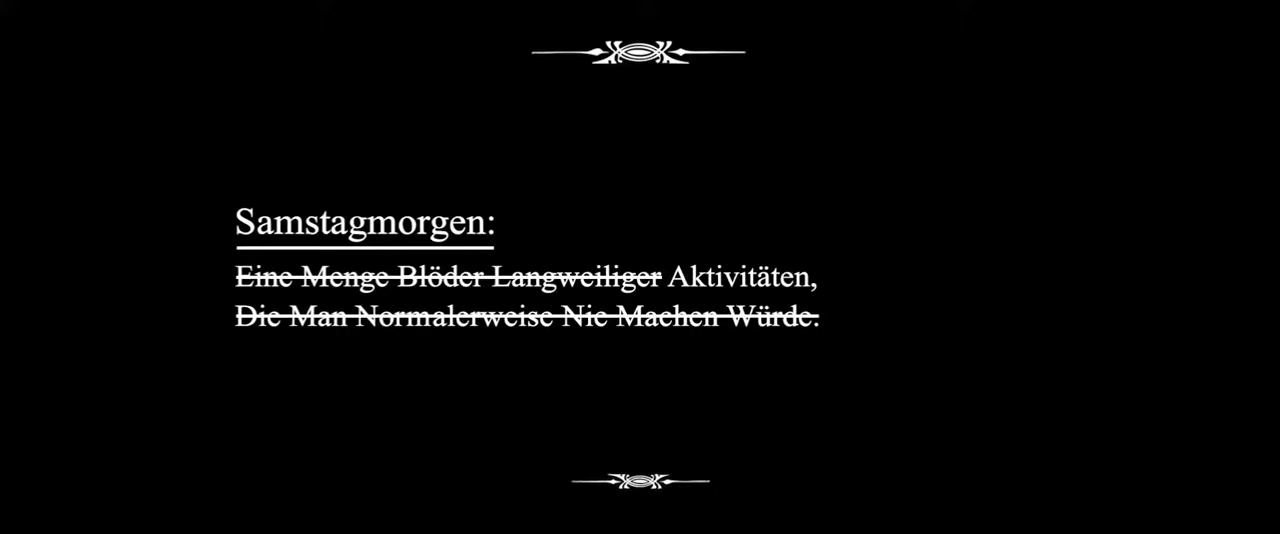 Samstagmorgen:
Eine Menge Blöder Langweiliger Aktivitäten,
Die Man Normalerweise Nie Machen Würde.